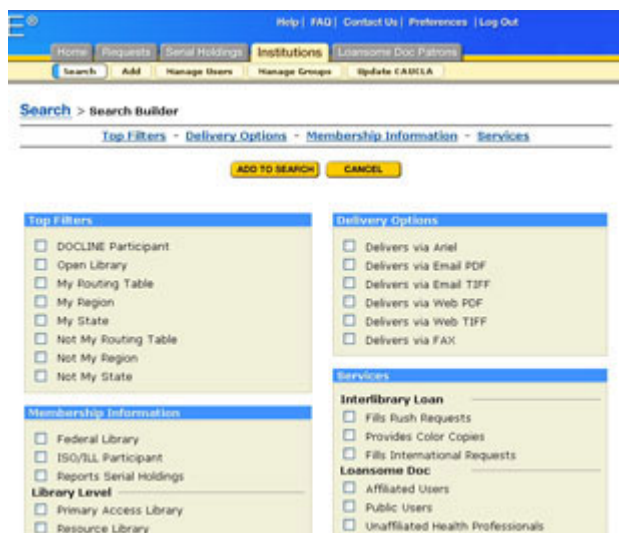 E®
Help | FAQ | Contact Us | Preferences | Log Out
Home Requests Serial Holdings Institutions Loansome Doc Patrons
Search Add Manage Users Manage Groups Update CAUCLA
Search > Search Builder
Top Filters - Delivery Options - Membership Information - Services
ADD TO SEARCH CANCEL
Top Filters
DOCLINE Participant
Open Library
My Routing Table
My Region
My State
Not My Routing Table
Not My Region
Not My State
Membership Information
Federal Library
ISO/ILL Participant
Reports Serial Holdings
Library Level
Primary Access Library
Resource Library
Delivery Options
Delivers via Ariel
Delivers via Email PDF
Delivers via Email TIFF
Delivers via Web PDF
Delivers via Web TIFF
Delivers via FAX
Services
Interlibrary Loan
Fills Rush Requests
Provides Color Copies
Fills International Requests
Loansome Doc
Affiliated Users
Public Users
Unaffiliated Health Professionals